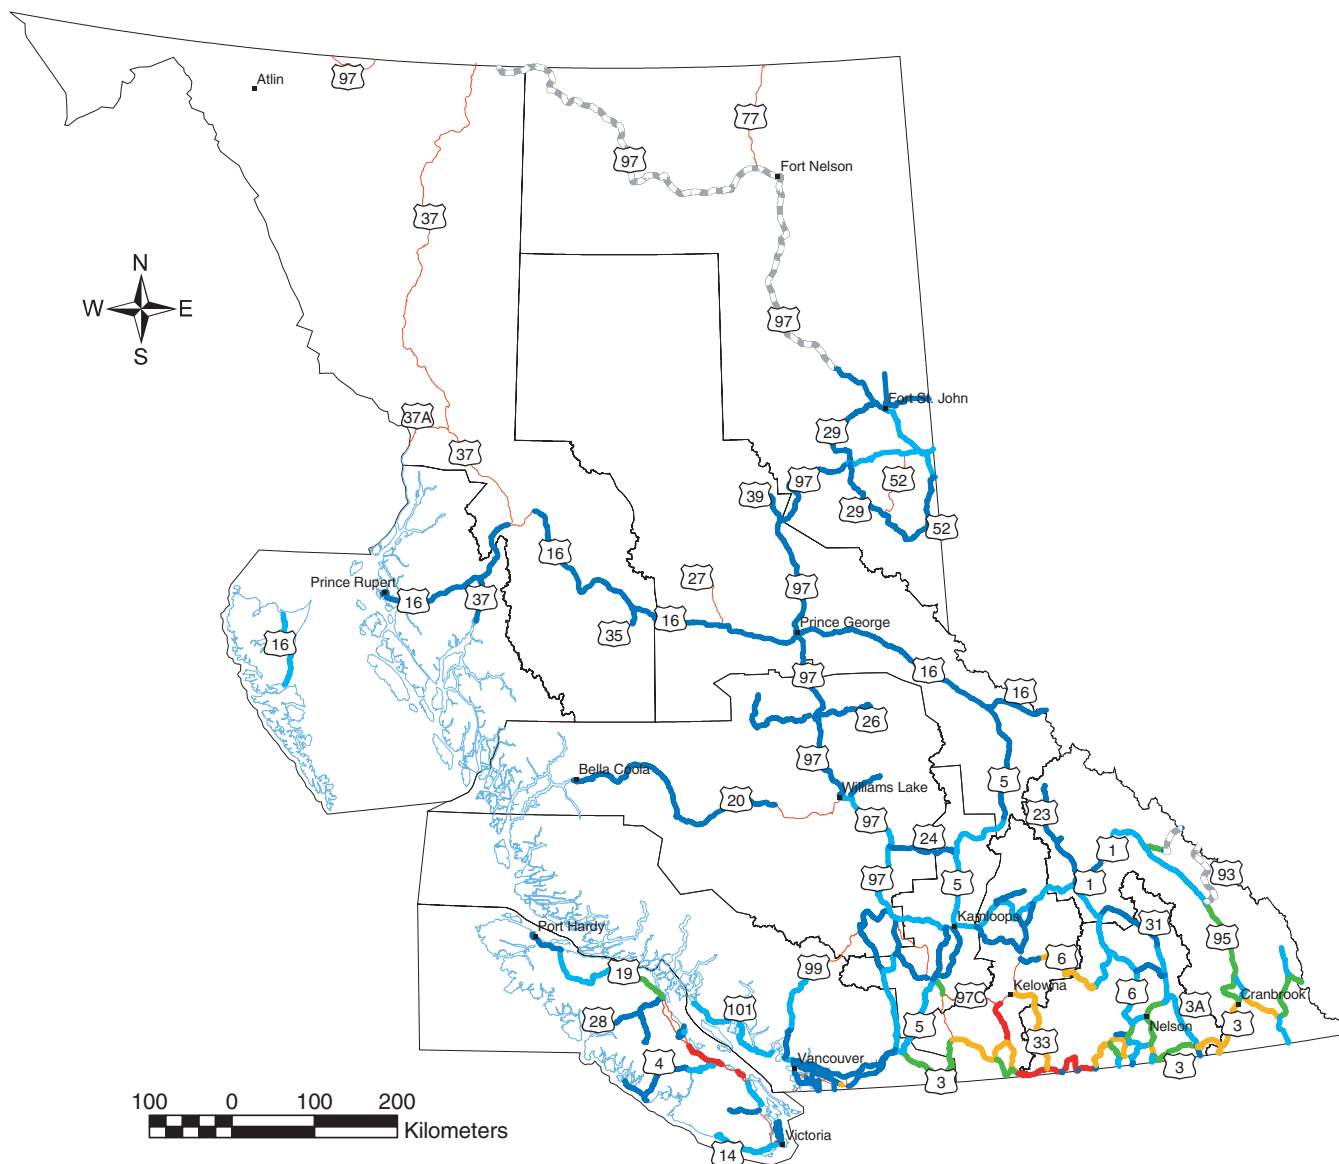 Atlin
97
77
97
Fort Nelson
37
N
W E
S
97
37A
Fort St. John
29
37
97
52
39
29
52
16
27
97
Prince Rupert
16
37
16
Prince George
35
16
16
97
16
26
97
Bella Coola
Williams Lake
5
20
97
23
24
1
93
97
5
1
Kamloops
31
Port Hardy
95
99
6
19
97C
Kelowna
6
3A
Cranbrook
101
28
5
Nelson
3
33
Vancouver
4
3
3
100 0 100 200
Kilometers
Victoria
14